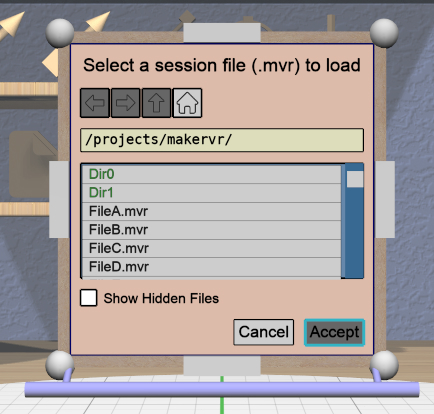 Select a session file (.mvr) to load
/projects/makervr/
Dir0
Dir1
FileA.mvr
FileB.mvr
FileC.mvr
FileD.mvr
Show Hidden Files
Cancel Accept